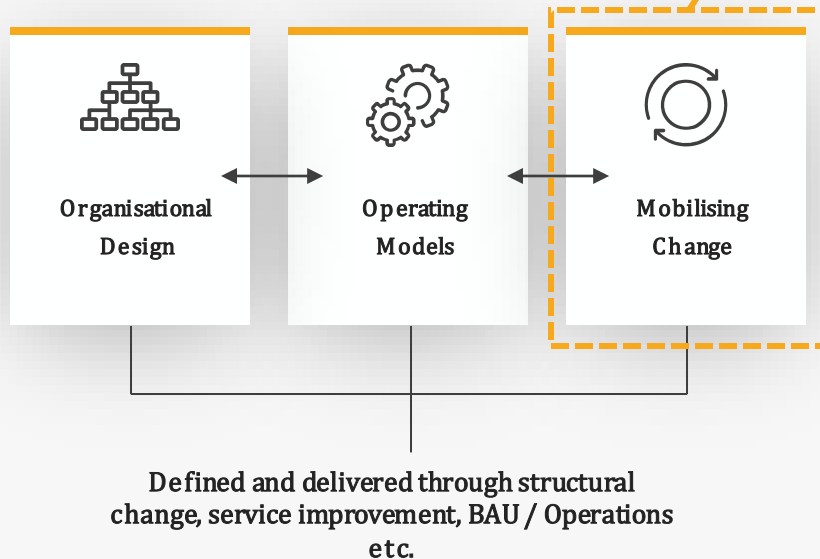 Organisational
Design
Operating
Models
Mobilising
Change
Defined and delivered through structural
change, service improvement, BAU / Operations
etc.